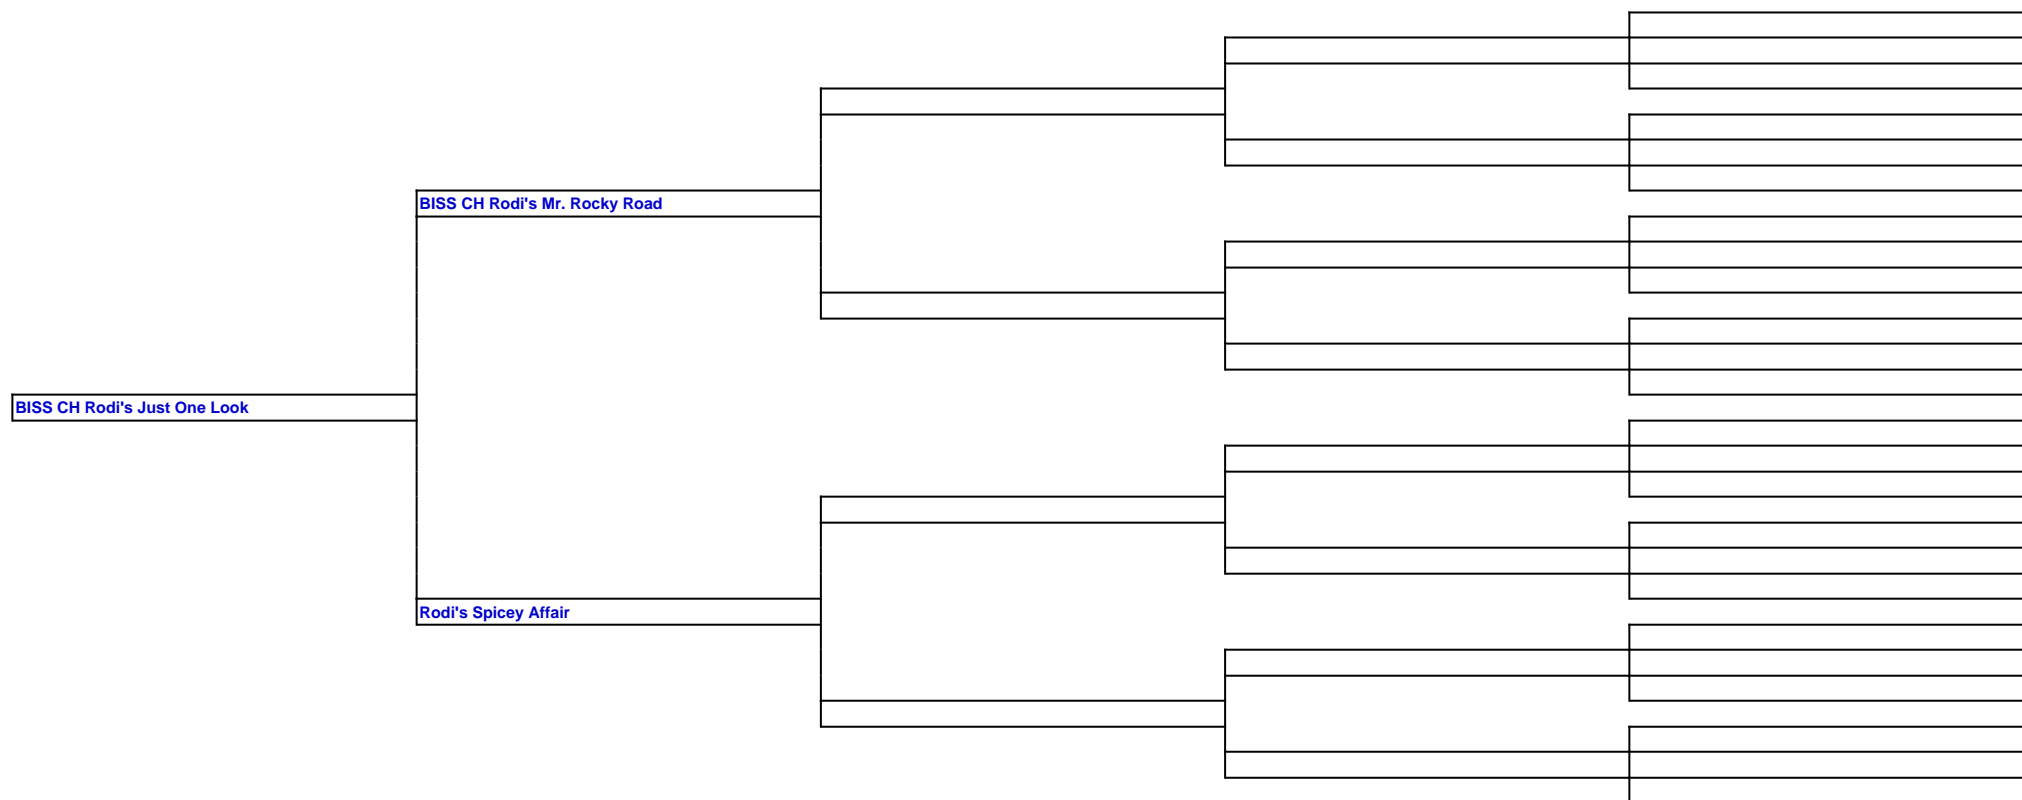 BISS CH Rodi's Mr. Rocky Road
BISS CH Rodi's Just One Look
Rodi's Spicey Affair